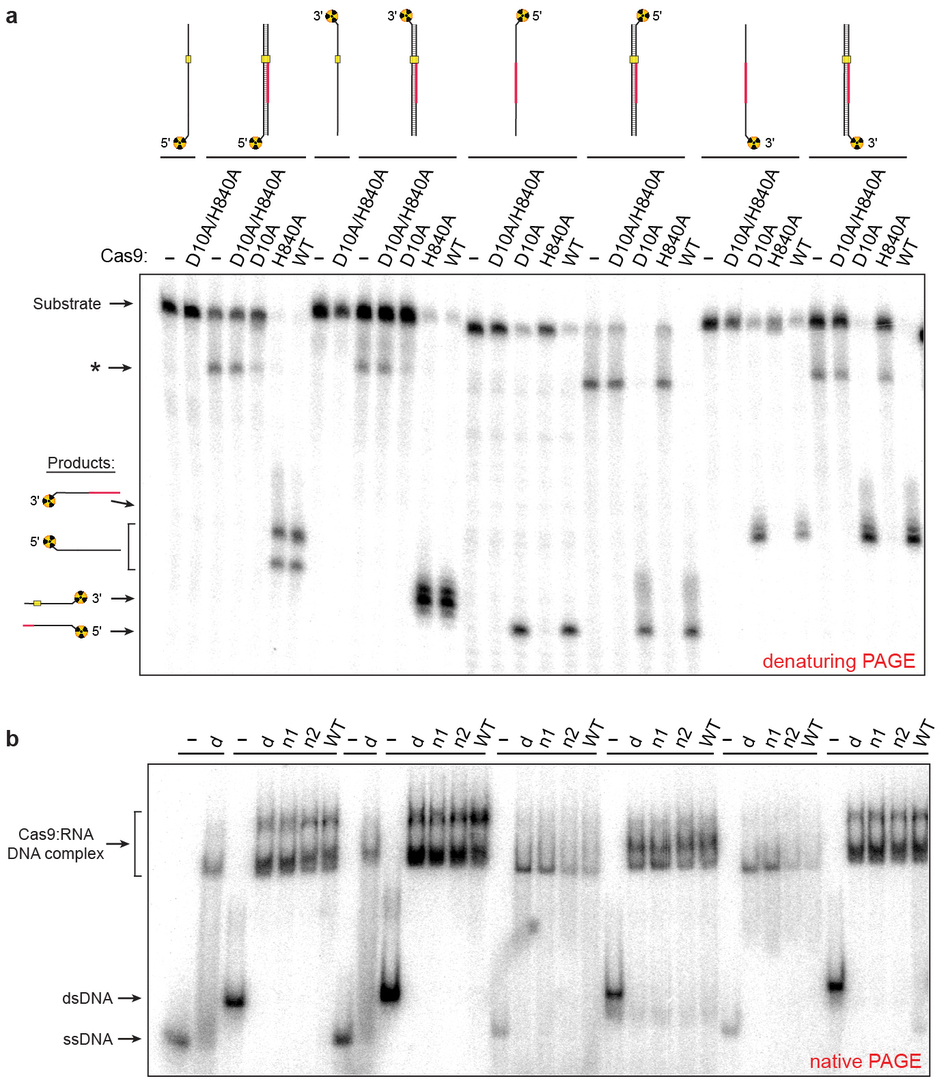 a
3' 3' 5' 5'
5' 5' 3' 3'
Cas9: – D10A/H840A – D10A/H840A D10A H840A WT – D10A/H840A – D10A/H840A D10A H840A WT – D10A/H840A D10A H840A WT – D10A/H840A D10A H840A WT – D10A/H840A D10A H840A WT – D10A/H840A D10A H840A WT
Substrate
*
Products:
3'
5'
3'
5'
denaturing PAGE
b
– d – d n1 n2 WT – d – d n1 n2 WT – d n1 n2 WT – d n1 n2 WT – d n1 n2 WT – d n1 n2 WT
Cas9:RNA
DNA complex
dsDNA
ssDNA
native PAGE